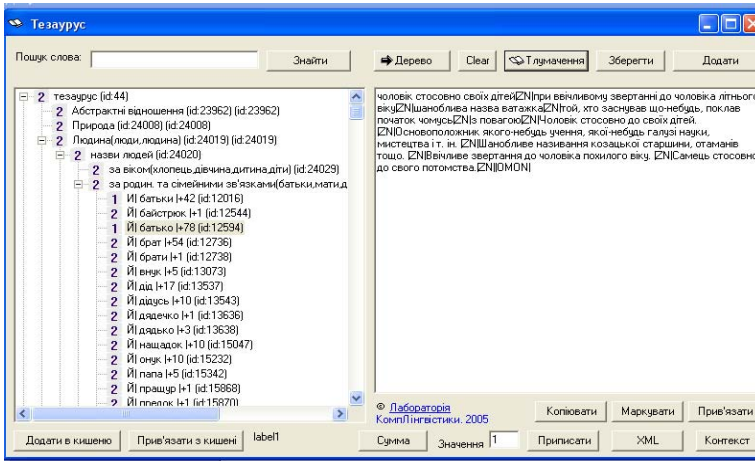 Тезаурус
Пошук слова:
Знайти
Дерево
Clear
Тлумачення
Зберегти
Додати
2 тезаурус (id:44)
2 Абстрактні відношення (id:23962) (id:23962)
2 Природа (id:24008) (id:24008)
2 Людина(люди,людина) (id:24019) (id:24019)
2 назви людей (id:24020)
2 за віком(хлопець,дівчина,дитина,діти) (id:24029)
2 за родин. та сімейними зв'язками(батьки,мати,д
1 И| батьки |+42 (id:12016)
2 Й| байстрюк |+1 (id:12544)
1 Й| батько |+78 (id:12594)
2 Й| брат |+54 (id:12736)
2 Й| брати |+1 (id:12738)
2 Й| внук |+5 (id:13073)
2 Й| дід |+17 (id:13537)
2 Й| дідусь |+10 (id:13543)
2 Й| дядечко |+1 (id:13636)
2 Й| дядько |+3 (id:13638)
2 Й| нащадок |+10 (id:15047)
2 Й| онук |+10 (id:15232)
2 Й| папа |+5 (id:15342)
2 Й| пращур |+1 (id:15868)
2 Й| предок |+1 (id:15870)
чоловік стосовно своїх дітей|ZN|при ввічливому звертанні до чоловіка літнього
віку|ZN|шаноблива назва ватажка|ZN|той, хто заснував що-небудь, поклав
початок чомусь|ZN|з повагою|ZN|Чоловік стосовно до своїх дітей.
|ZN|Основоположник якого-небудь учення, якої-небудь галузі науки,
мистецтва і т. ін. |ZN|Шанобливе називання козацької старшини, отаманів
тощо. |ZN|Ввічливе звертання до чоловіка похилого віку. |ZN|Самець стосовно
до свого потомства.|ZN||OMON|
© Лабораторія
КомпЛінгвістики. 2005
Копіювати
Маркувати
Прив'язати
Додати в кишеню
Прив'язати з кишені
label1
Сумма
Значення 1
Приписати
XML
Контекст